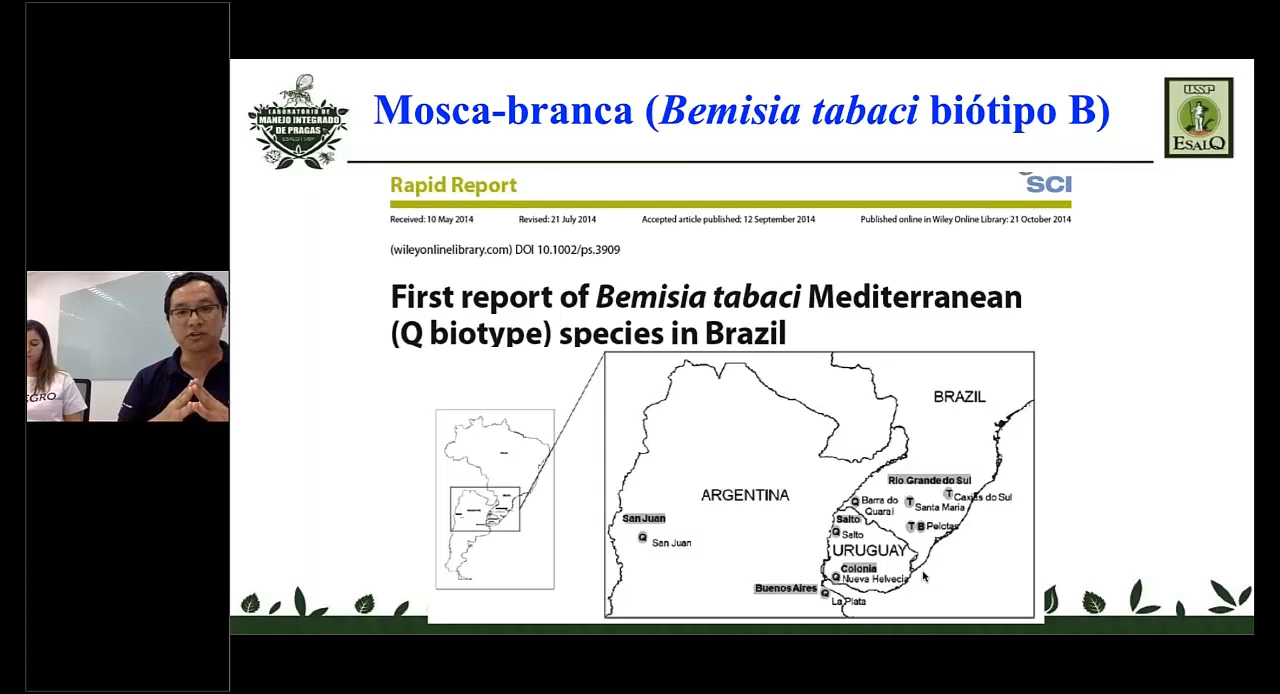 LABORATÓRIO DE
MANEJO INTEGRADO
DE PRAGAS
ESALQ / USP
Mosca-branca (Bemisia tabaci biótipo B)
USP
ESALQ
Rapid Report
SCI
Received: 10 May 2014 Revised: 21 July 2014 Accepted article published: 12 September 2014 Published online in Wiley Online Library: 21 October 2014
(wileyonlinelibrary.com) DOI 10.1002/ps.3909
First report of Bemisia tabaci Mediterranean
(Q biotype) species in Brazil
BRAZIL
ARGENTINA
Rio Grande do Sul
T Caxias do Sul
Q Barra do
Quaraí
T Santa Maria
San Juan
Q San Juan
Salto
Q Salto
T B Pelotas
URUGUAY
Colonia
Q Nueva Helvecia
Buenos Aires
Q La Plata
EGRO